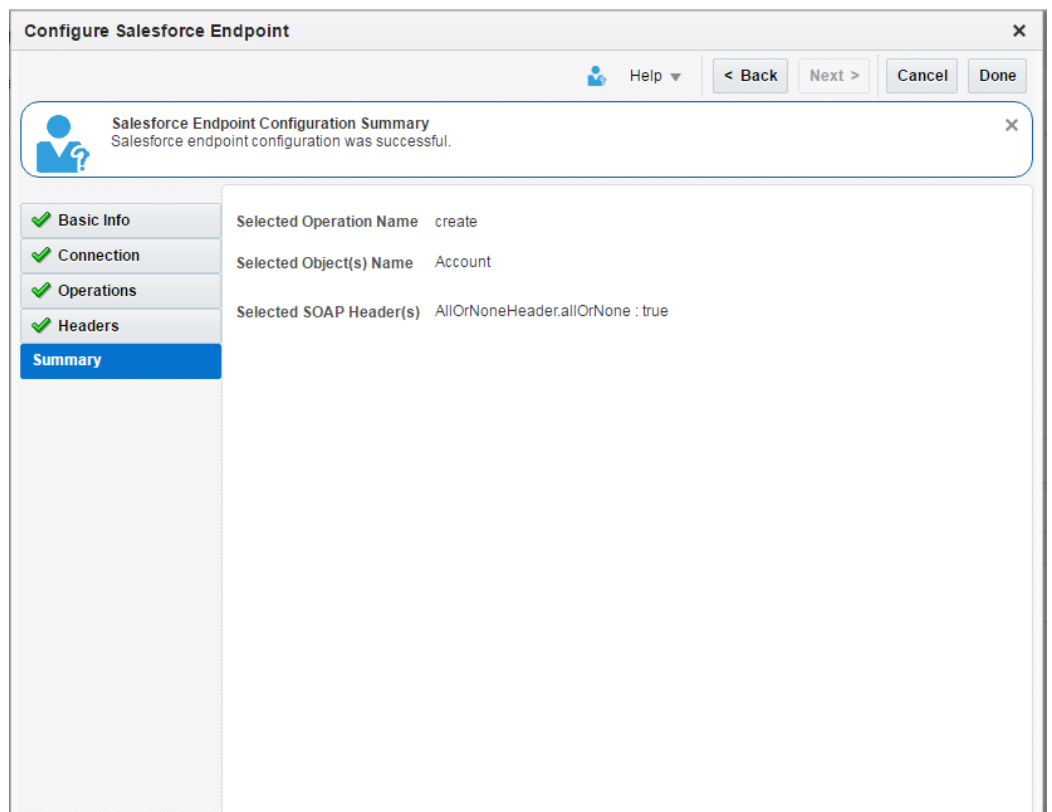 Configure Salesforce Endpoint
Help
< Back
Next >
Cancel
Done
Salesforce Endpoint Configuration Summary
Salesforce endpoint configuration was successful.
Basic Info
Connection
Operations
Headers
Summary
Selected Operation Name create
Selected Object(s) Name Account
Selected SOAP Header(s) AllOrNoneHeader.allOrNone : true